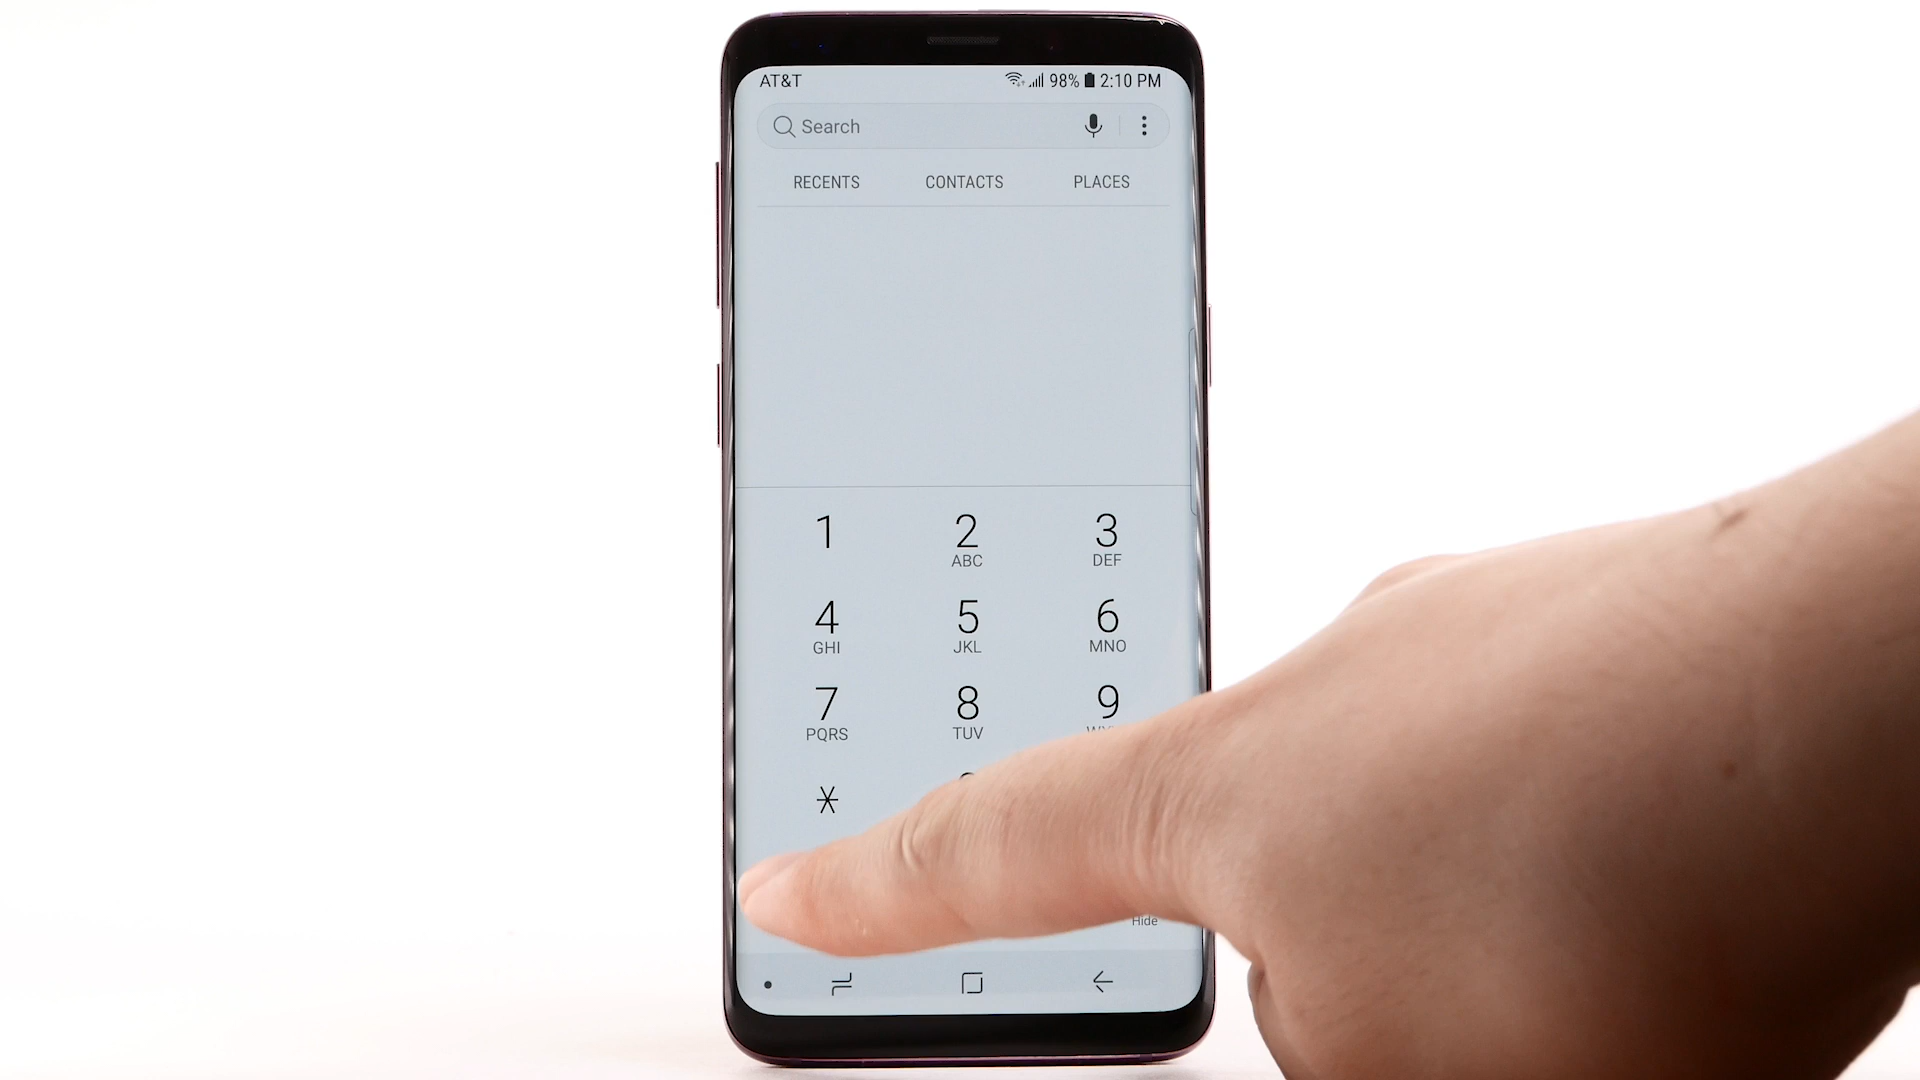 AT&T 98% 2:10 PM
Search
RECENTS CONTACTS PLACES
1 2 3
ABC DEF
4 5 6
GHI JKL MNO
7 8 9
PQRS TUV
*
Hide